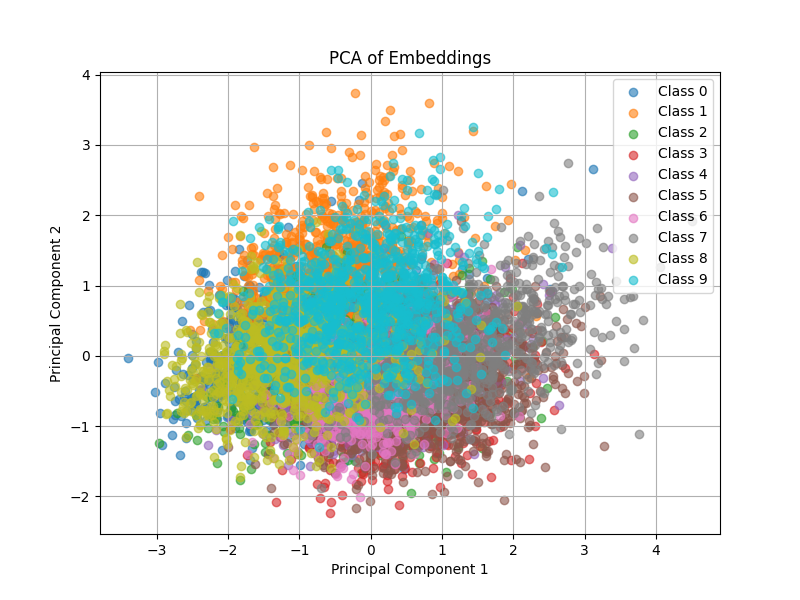 PCA of Embeddings
4
3
2
1
0
−1
−2
Principal Component 2
−3
−2
−1
0
1
2
3
4
Principal Component 1
Class 0
Class 1
Class 2
Class 3
Class 4
Class 5
Class 6
Class 7
Class 8
Class 9